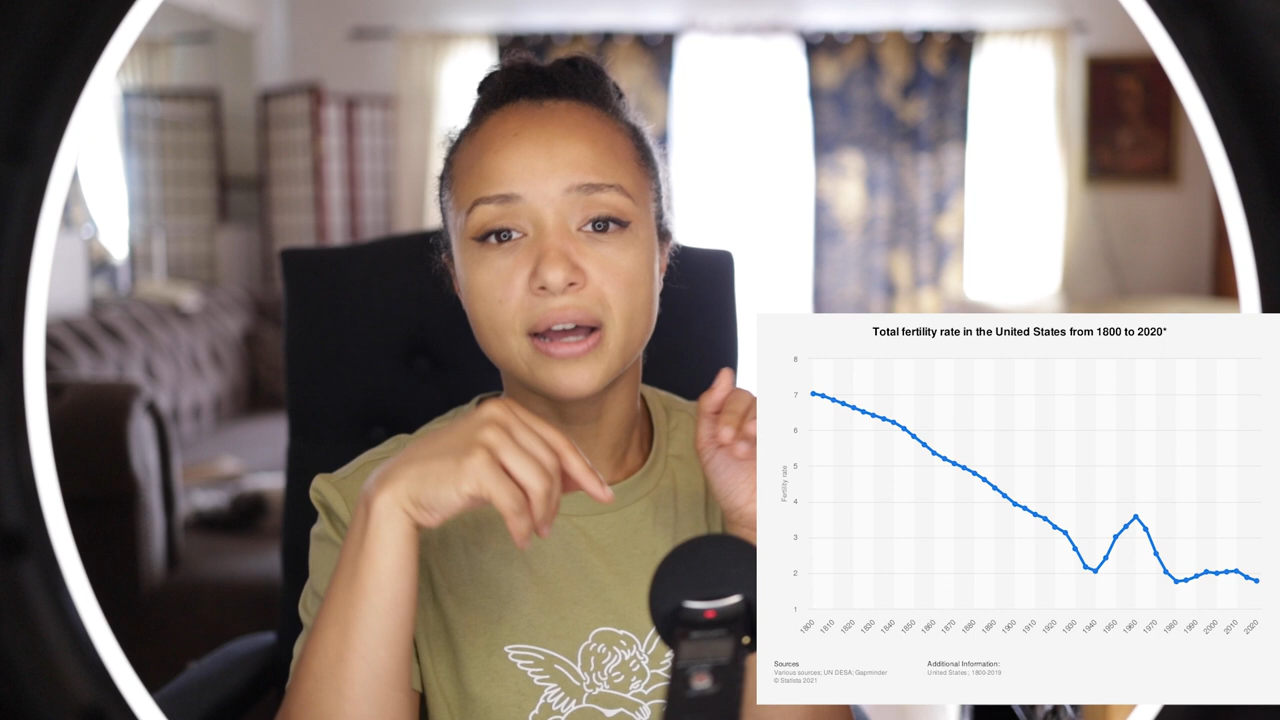 Total fertility rate in the United States from 1800 to 2020*
8
7
6
5
4
3
2
1
Fertility rate
1800 1810 1820 1830 1840 1850 1860 1870 1880 1890 1900 1910 1920 1930 1940 1950 1960 1970 1980 1990 2000 2010 2020
Sources
Various sources; UN DESA; Gapminder
© Statista 2021
Additional Information:
United States; 1800-2019